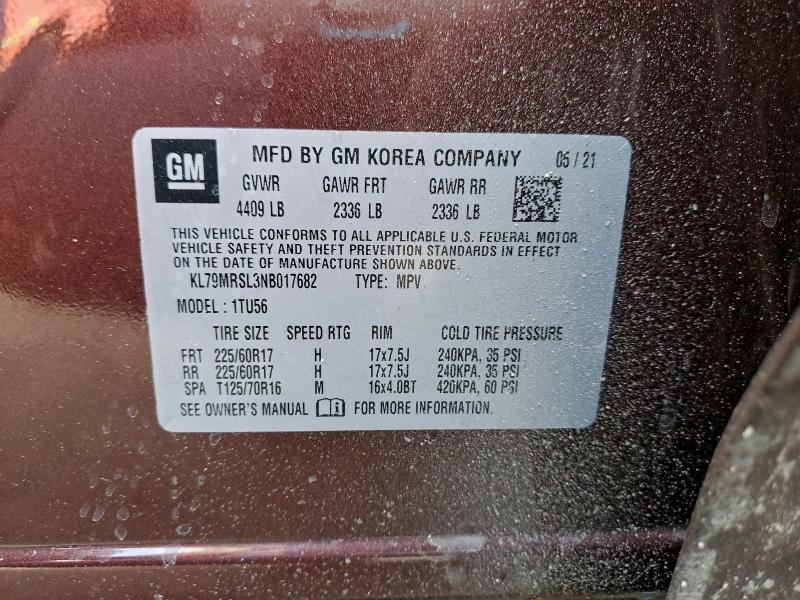 GM MFD BY GM KOREA COMPANY 05 / 21
GVWR GAWR FRT GAWR RR
4409 LB 2336 LB 2336 LB
THIS VEHICLE CONFORMS TO ALL APPLICABLE U.S. FEDERAL MOTOR
VEHICLE SAFETY AND THEFT PREVENTION STANDARDS IN EFFECT
ON THE DATE OF MANUFACTURE SHOWN ABOVE.
KL79MRSL3NB017682 TYPE: MPV
MODEL : 1TU56
TIRE SIZE SPEED RTG RIM COLD TIRE PRESSURE
FRT 225/60R17 H 17x7.5J 240KPA, 35 PSI
RR 225/60R17 H 17x7.5J 240KPA, 35 PSI
SPA T125/70R16 M 16x4.0BT 420KPA, 60 PSI
SEE OWNER'S MANUAL FOR MORE INFORMATION.